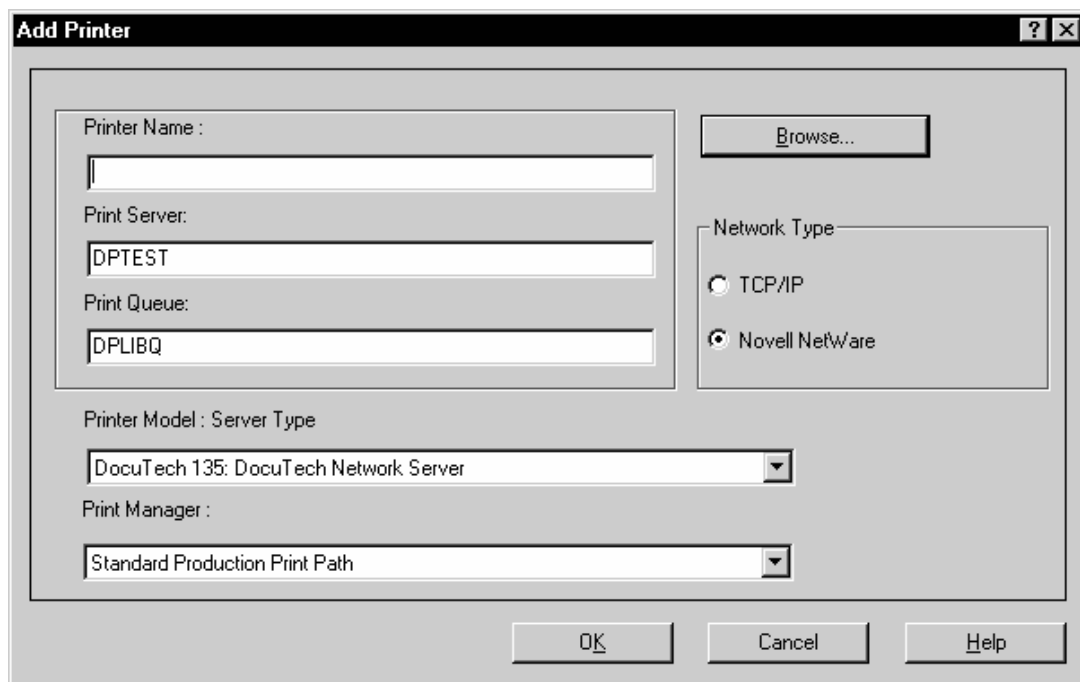 Add Printer
Printer Name :
Browse...
Print Server:
DPTEST
Network Type
TCP/IP
Print Queue:
DPLIBQ
Novell NetWare
Printer Model : Server Type
DocuTech 135: DocuTech Network Server
Print Manager :
Standard Production Print Path
OK
Cancel
Help